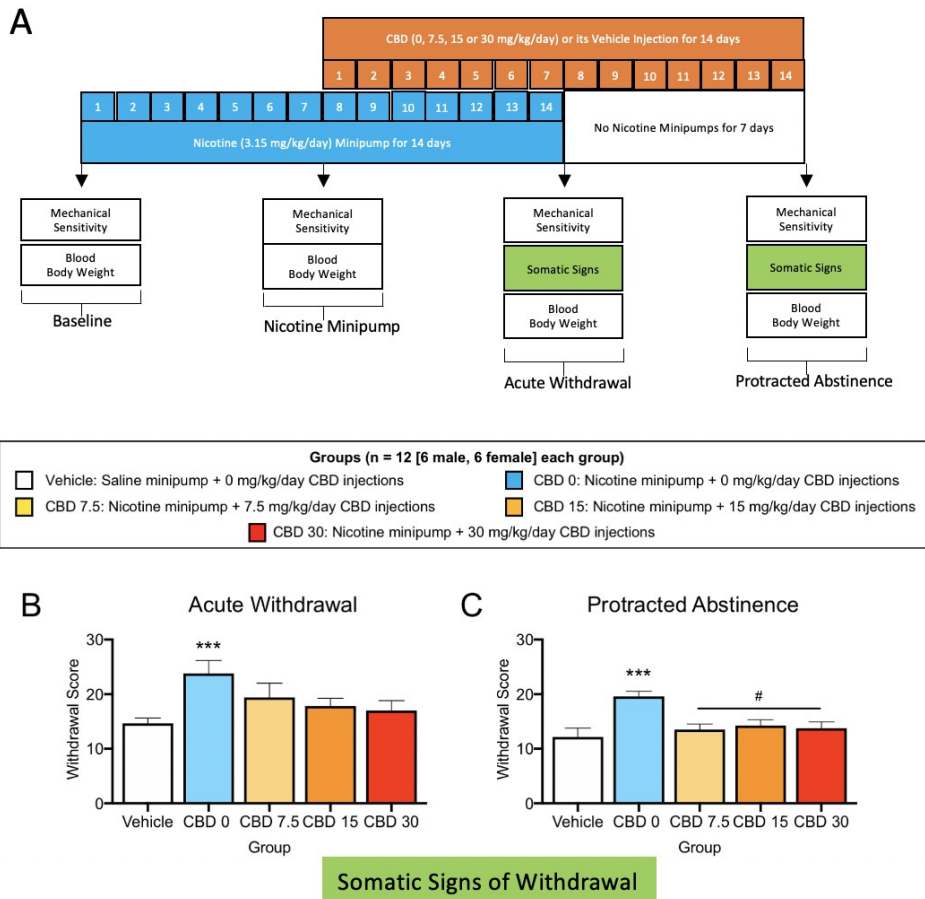 A
CBD (0, 7.5, 15 or 30 mg/kg/day) or its Vehicle Injection for 14 days
1 2 3 4 5 6 7 8 9 10 11 12 13 14
1 2 3 4 5 6 7 8 9 10 11 12 13 14
Nicotine (3.15 mg/kg/day) Minipump for 14 days
No Nicotine Minipumps for 7 days
Mechanical
Sensitivity
Blood
Body Weight
Baseline
Mechanical
Sensitivity
Blood
Body Weight
Nicotine Minipump
Mechanical
Sensitivity
Somatic Signs
Blood
Body Weight
Acute Withdrawal
Mechanical
Sensitivity
Somatic Signs
Blood
Body Weight
Protracted Abstinence
Groups (n = 12 [6 male, 6 female] each group)
Vehicle: Saline minipump + 0 mg/kg/day CBD injections
CBD 0: Nicotine minipump + 0 mg/kg/day CBD injections
CBD 7.5: Nicotine minipump + 7.5 mg/kg/day CBD injections
CBD 15: Nicotine minipump + 15 mg/kg/day CBD injections
CBD 30: Nicotine minipump + 30 mg/kg/day CBD injections
B
Acute Withdrawal
Withdrawal Score
30
20
10
0
***
Vehicle CBD 0 CBD 7.5 CBD 15 CBD 30
Group
C
Protracted Abstinence
Withdrawal Score
30
20
10
0
***
#
Vehicle CBD 0 CBD 7.5 CBD 15 CBD 30
Group
Somatic Signs of Withdrawal